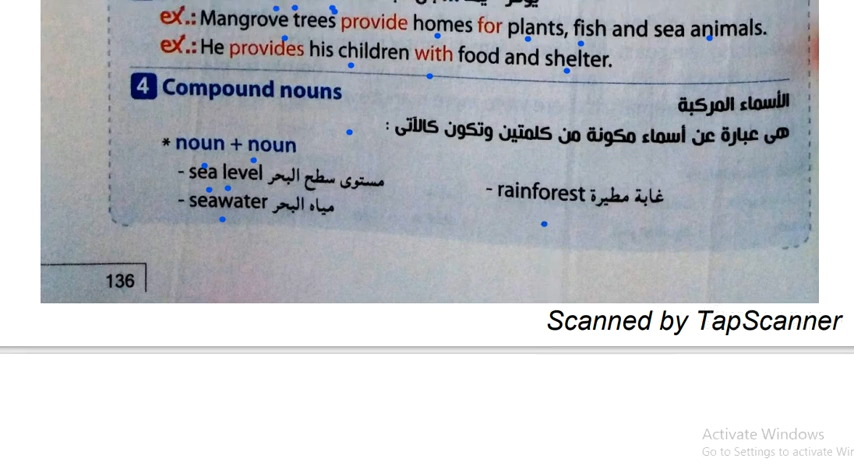 ex.: Mangrove trees provide homes for plants, fish and sea animals.
ex.: He provides his children with food and shelter.
4 Compound nouns الأسماء المركبة
هى عبارة عن أسماء مكونة من كلمتين وتكون كالآتى :
* noun + noun
- sea level مستوى سطح البحر - rainforest غابة مطيرة
- seawater مياه البحر
136
Scanned by TapScanner
Activate Windows
Go to Settings to activate